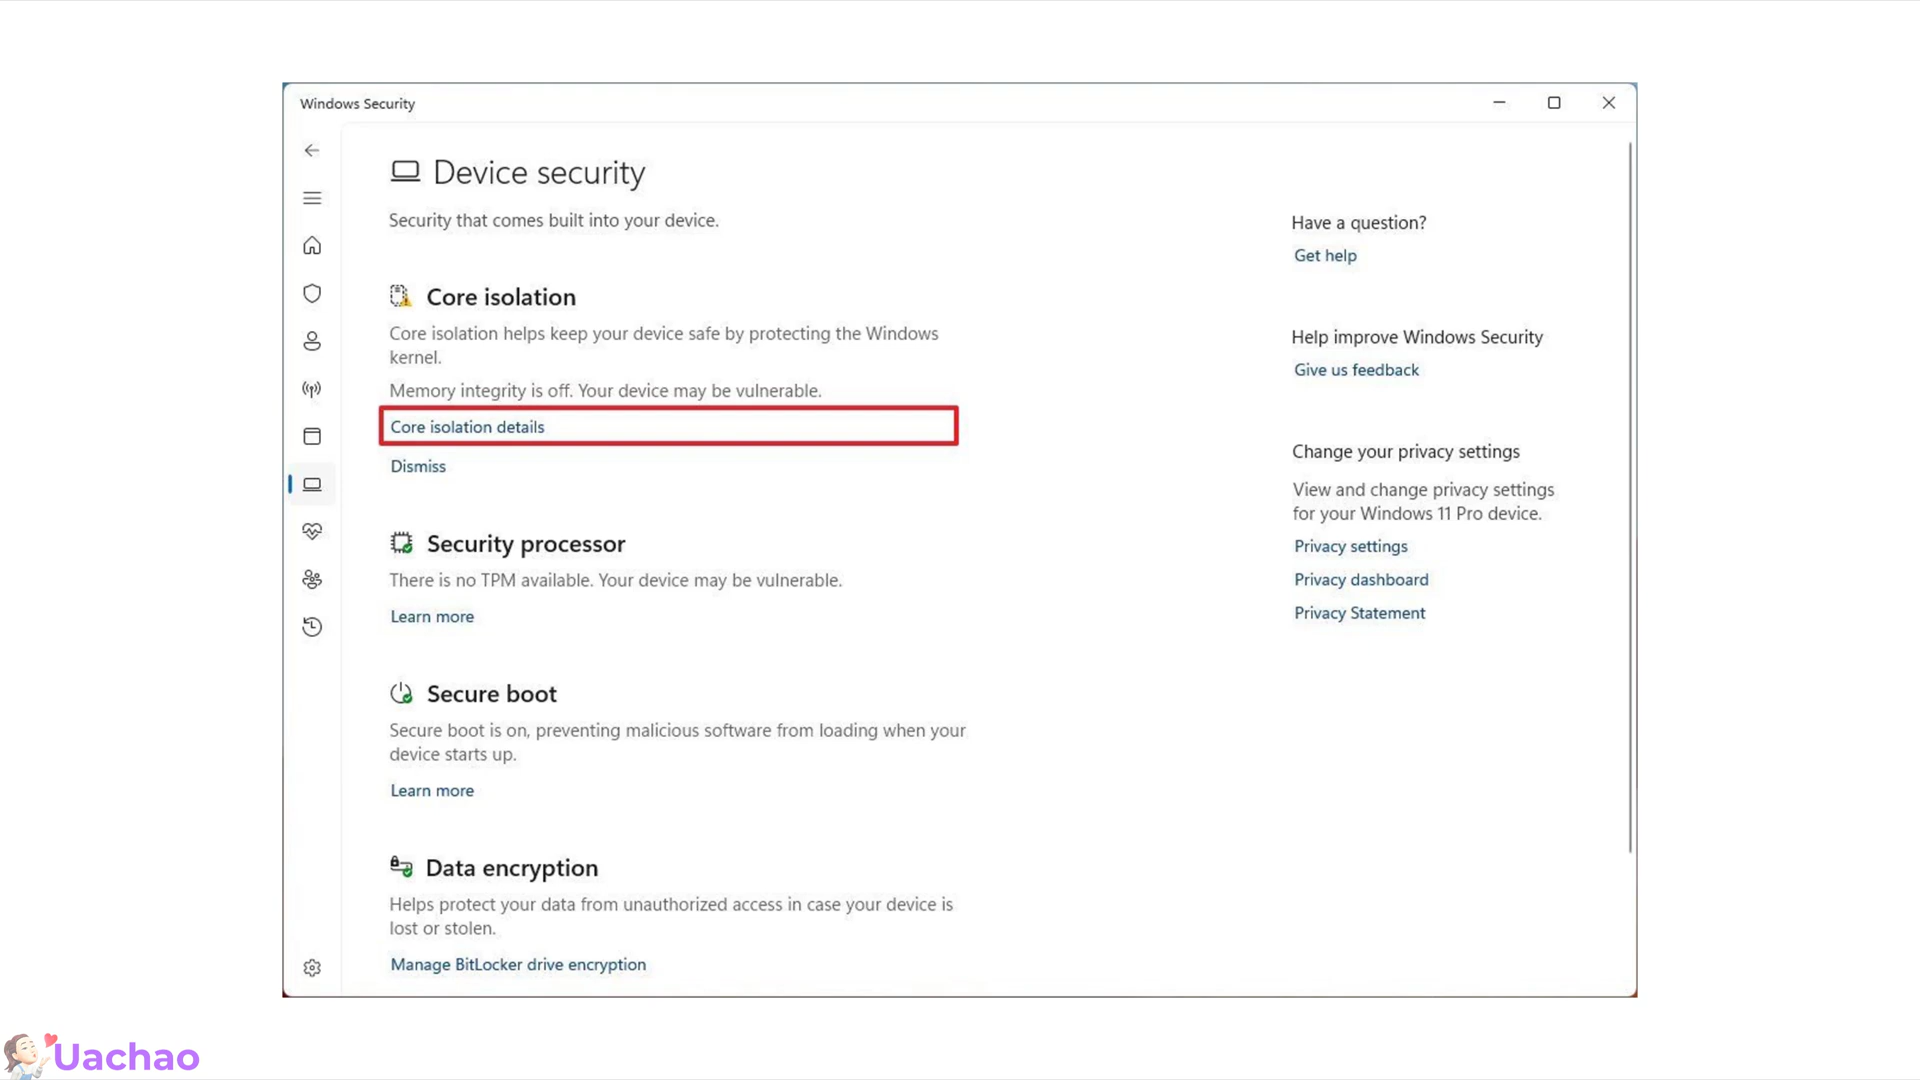 Windows Security
Device security
Security that comes built into your device.
Core isolation
Core isolation helps keep your device safe by protecting the Windows
kernel.
Memory integrity is off. Your device may be vulnerable.
Core isolation details
Dismiss
Security processor
There is no TPM available. Your device may be vulnerable.
Learn more
Secure boot
Secure boot is on, preventing malicious software from loading when your
device starts up.
Learn more
Data encryption
Helps protect your data from unauthorized access in case your device is
lost or stolen.
Manage BitLocker drive encryption
Have a question?
Get help
Help improve Windows Security
Give us feedback
Change your privacy settings
View and change privacy settings
for your Windows 11 Pro device.
Privacy settings
Privacy dashboard
Privacy Statement
Uachao